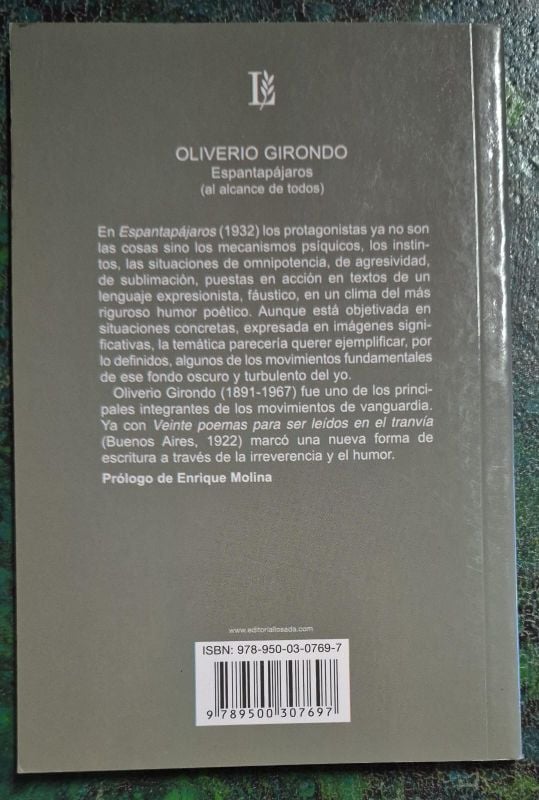 L
OLIVERIO GIRONDO
Espantapájaros
(al alcance de todos)
En Espantapájaros (1932) los protagonistas ya no son
las cosas sino los mecanismos psíquicos, los instin-
tos, las situaciones de omnipotencia, de agresividad,
de sublimación, puestas en acción en textos de un
lenguaje expresionista, fáustico, en un clima del más
riguroso humor poético. Aunque está objetivada en
situaciones concretas, expresada en imágenes signi-
ficativas, la temática parecería querer ejemplificar, por
lo definidos, algunos de los movimientos fundamentales
de ese fondo oscuro y turbulento del yo.
Oliverio Girondo (1891-1967) fue uno de los princi-
pales integrantes de los movimientos de vanguardia.
Ya con Veinte poemas para ser leídos en el tranvía
(Buenos Aires, 1922) marcó una nueva forma de
escritura a través de la irreverencia y el humor.
Prólogo de Enrique Molina
www.editoriallosada.com
ISBN: 978-950-03-0769-7
9 789500 307697